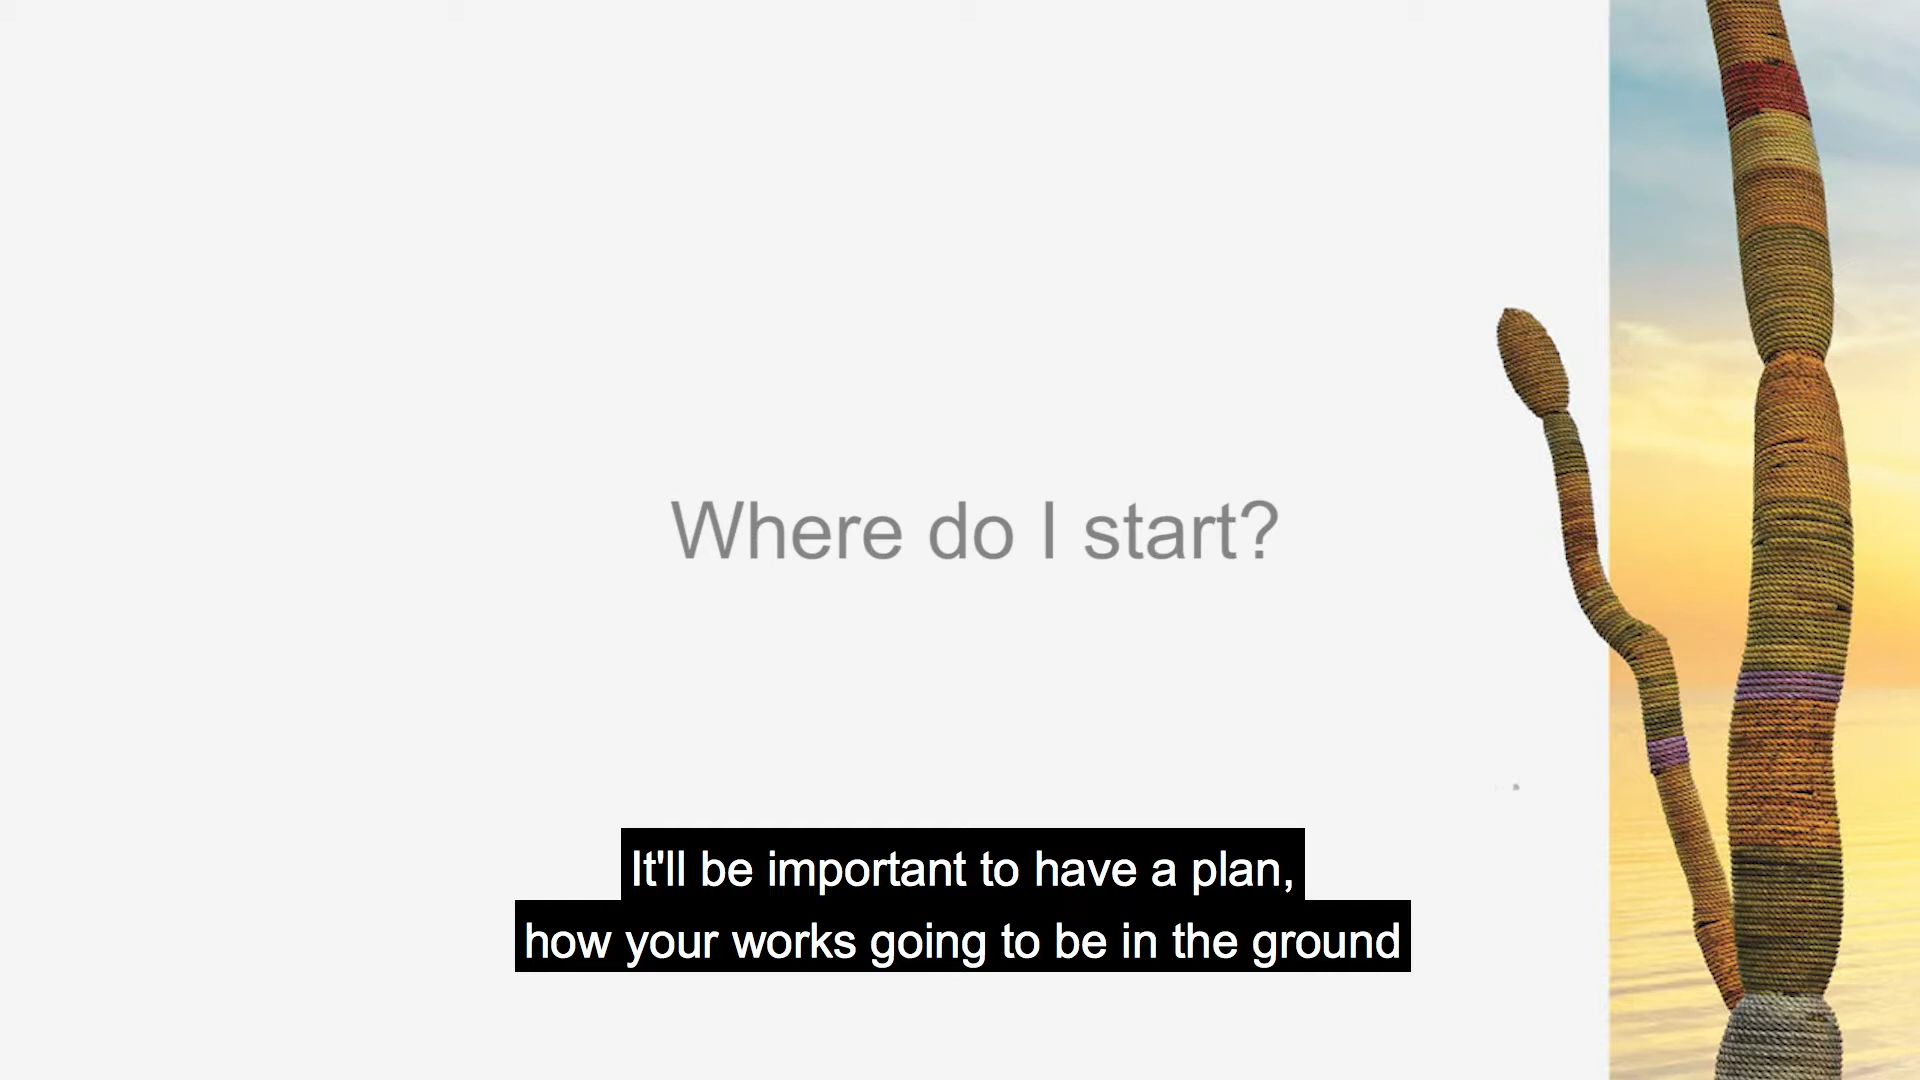 Where do I start?
It'll be important to have a plan,
how your works going to be in the ground